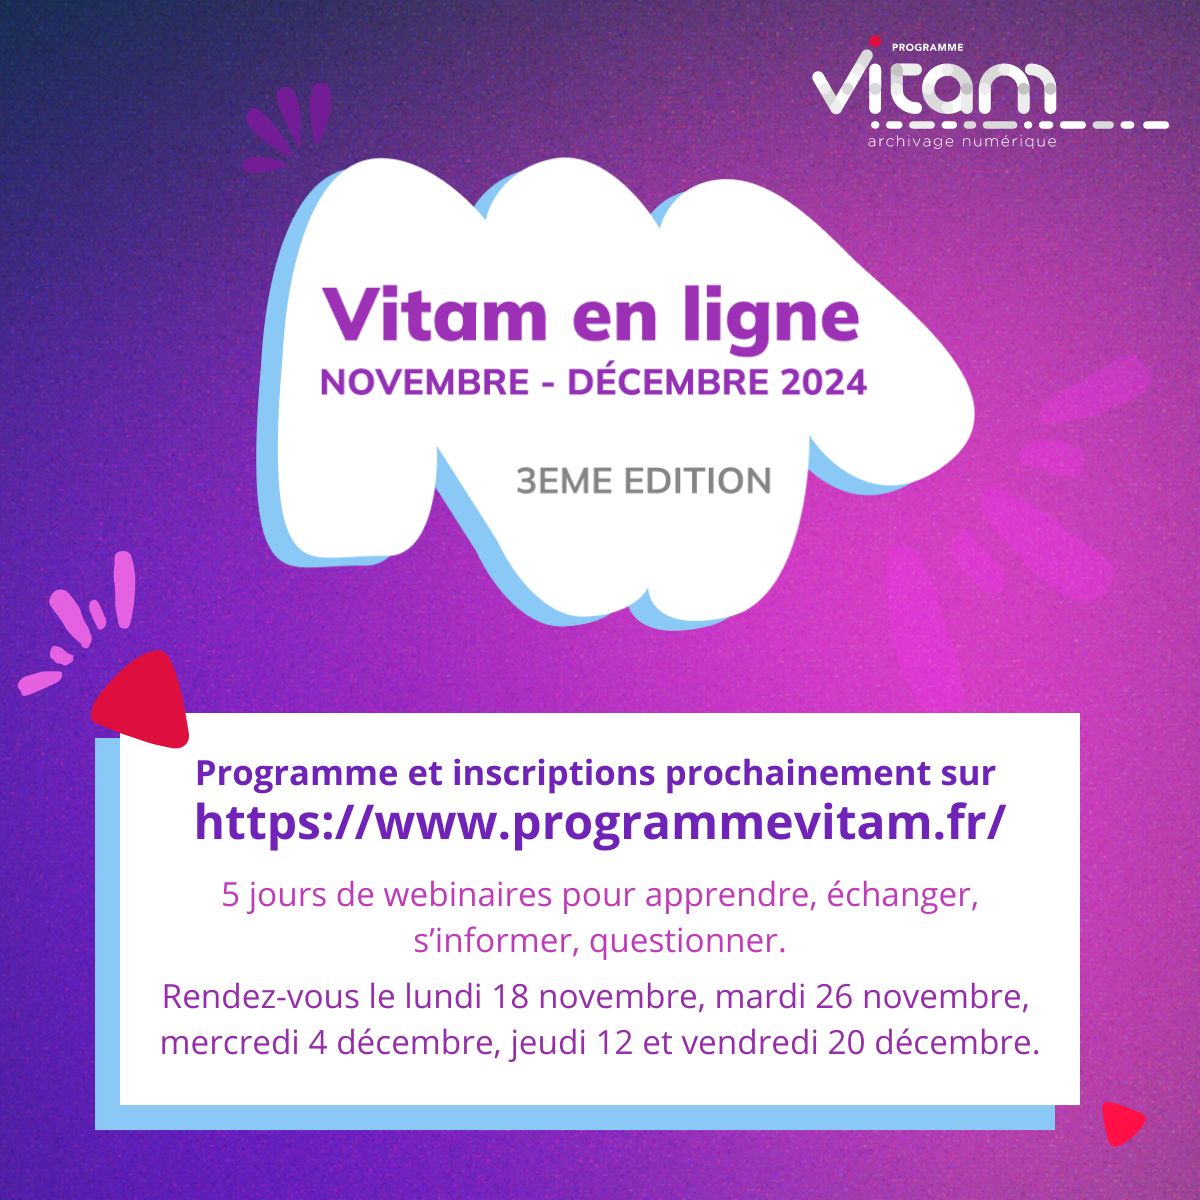 PROGRAMME
vitam
archivage numérique
Vitam en ligne
NOVEMBRE - DÉCEMBRE 2024
3EME EDITION
Programme et inscriptions prochainement sur
https://www.programmevitam.fr/
5 jours de webinaires pour apprendre, échanger,
s’informer, questionner.
Rendez-vous le lundi 18 novembre, mardi 26 novembre,
mercredi 4 décembre, jeudi 12 et vendredi 20 décembre.